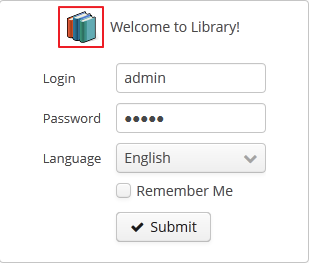 Welcome to Library!
Login admin
Password ●●●●●
Language English
Remember Me
Submit